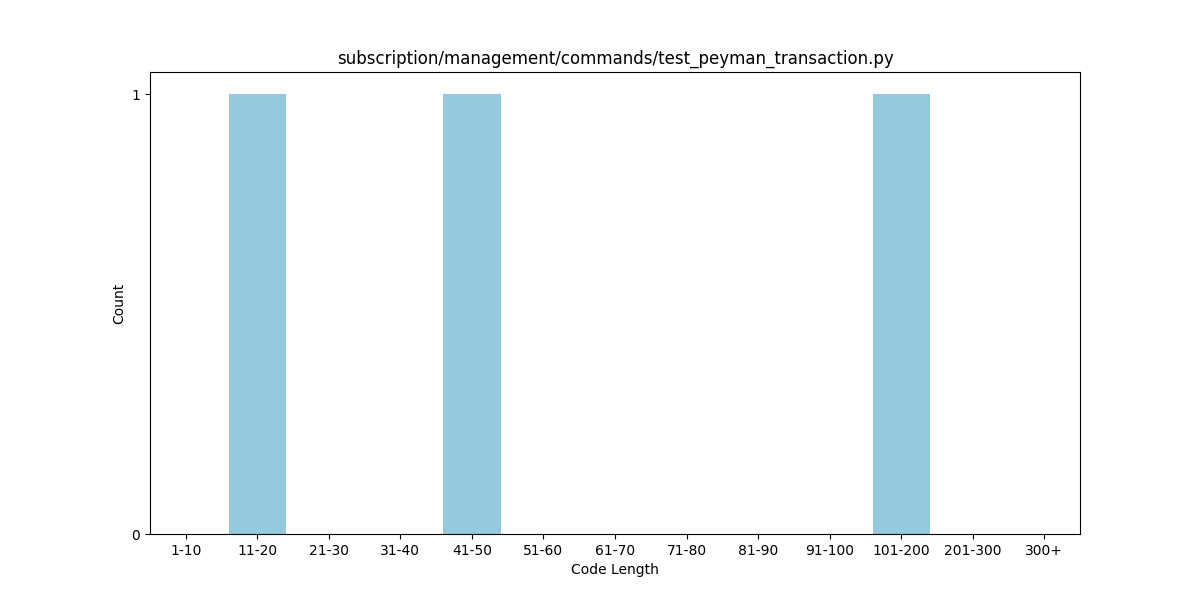 subscription/management/commands/test_peyman_transaction.py
1
Count
0
1-10 11-20 21-30 31-40 41-50 51-60 61-70 71-80 81-90 91-100 101-200 201-300 300+
Code Length